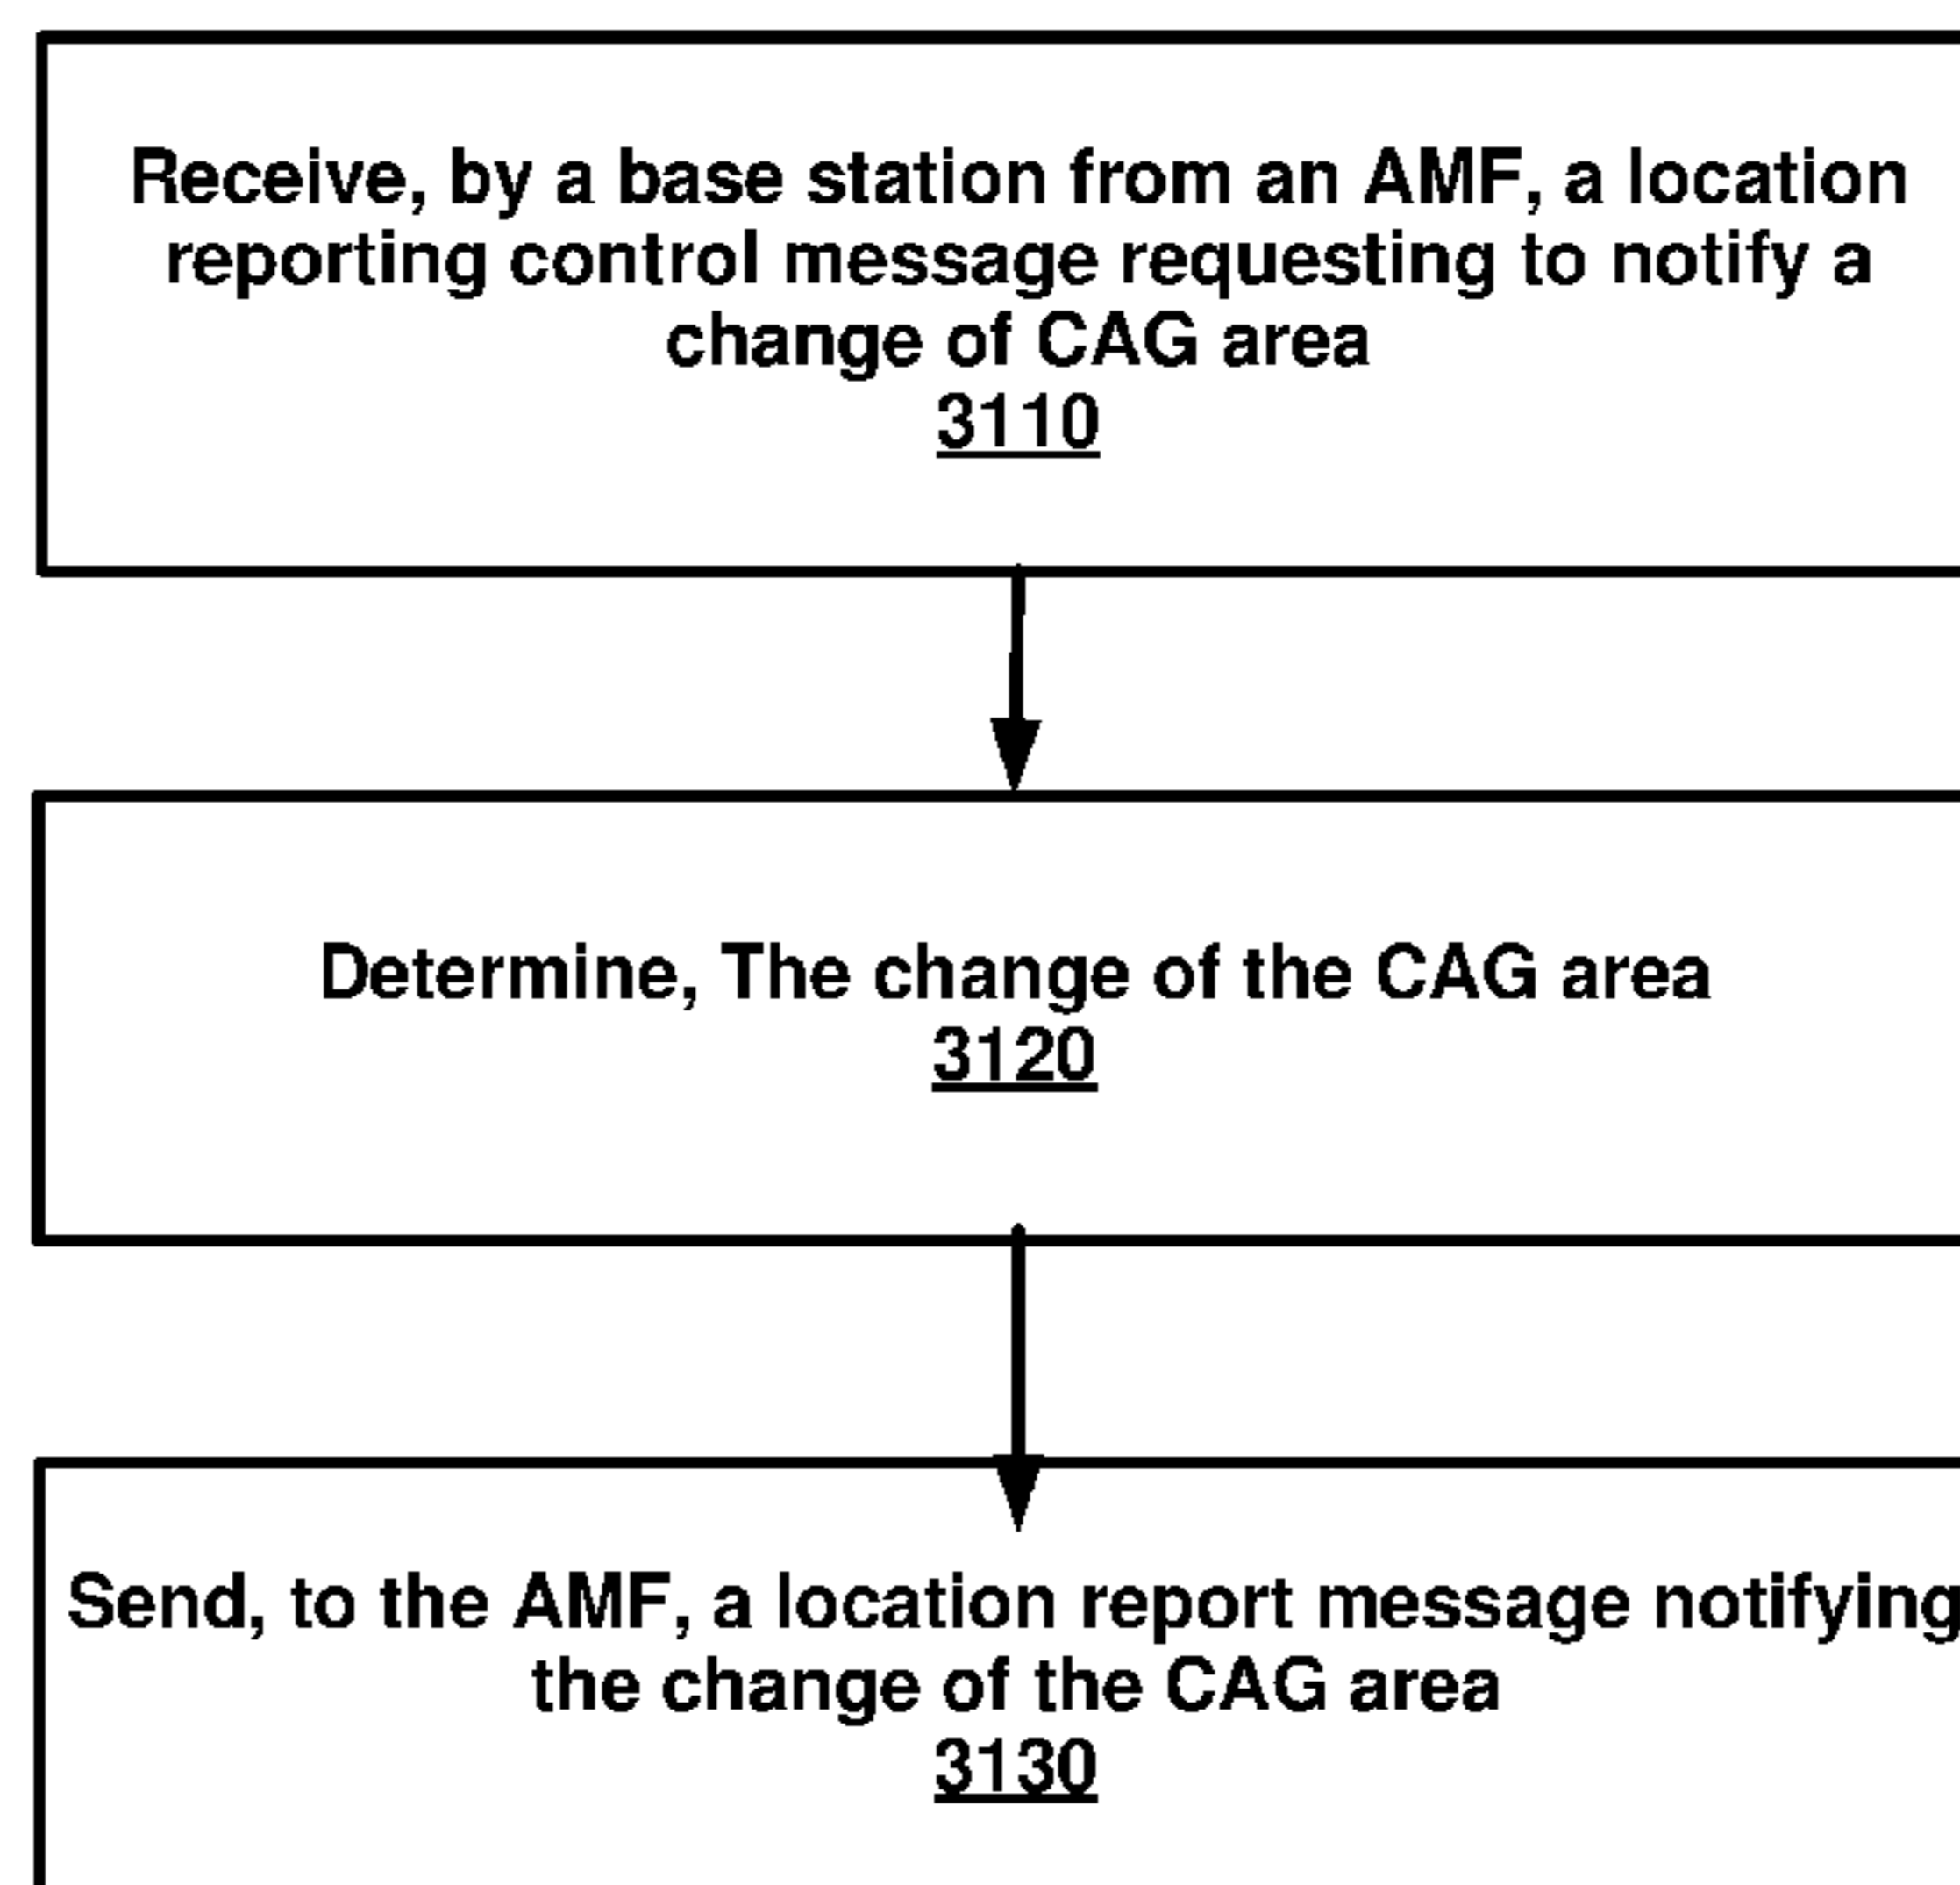 Receive, by a base station from an AMF, a location
reporting control message requesting to notify a
change of CAG area
3110
Determine, The change of the CAG area
3120
Send, to the AMF, a location report message notifying
the change of the CAG area
3130